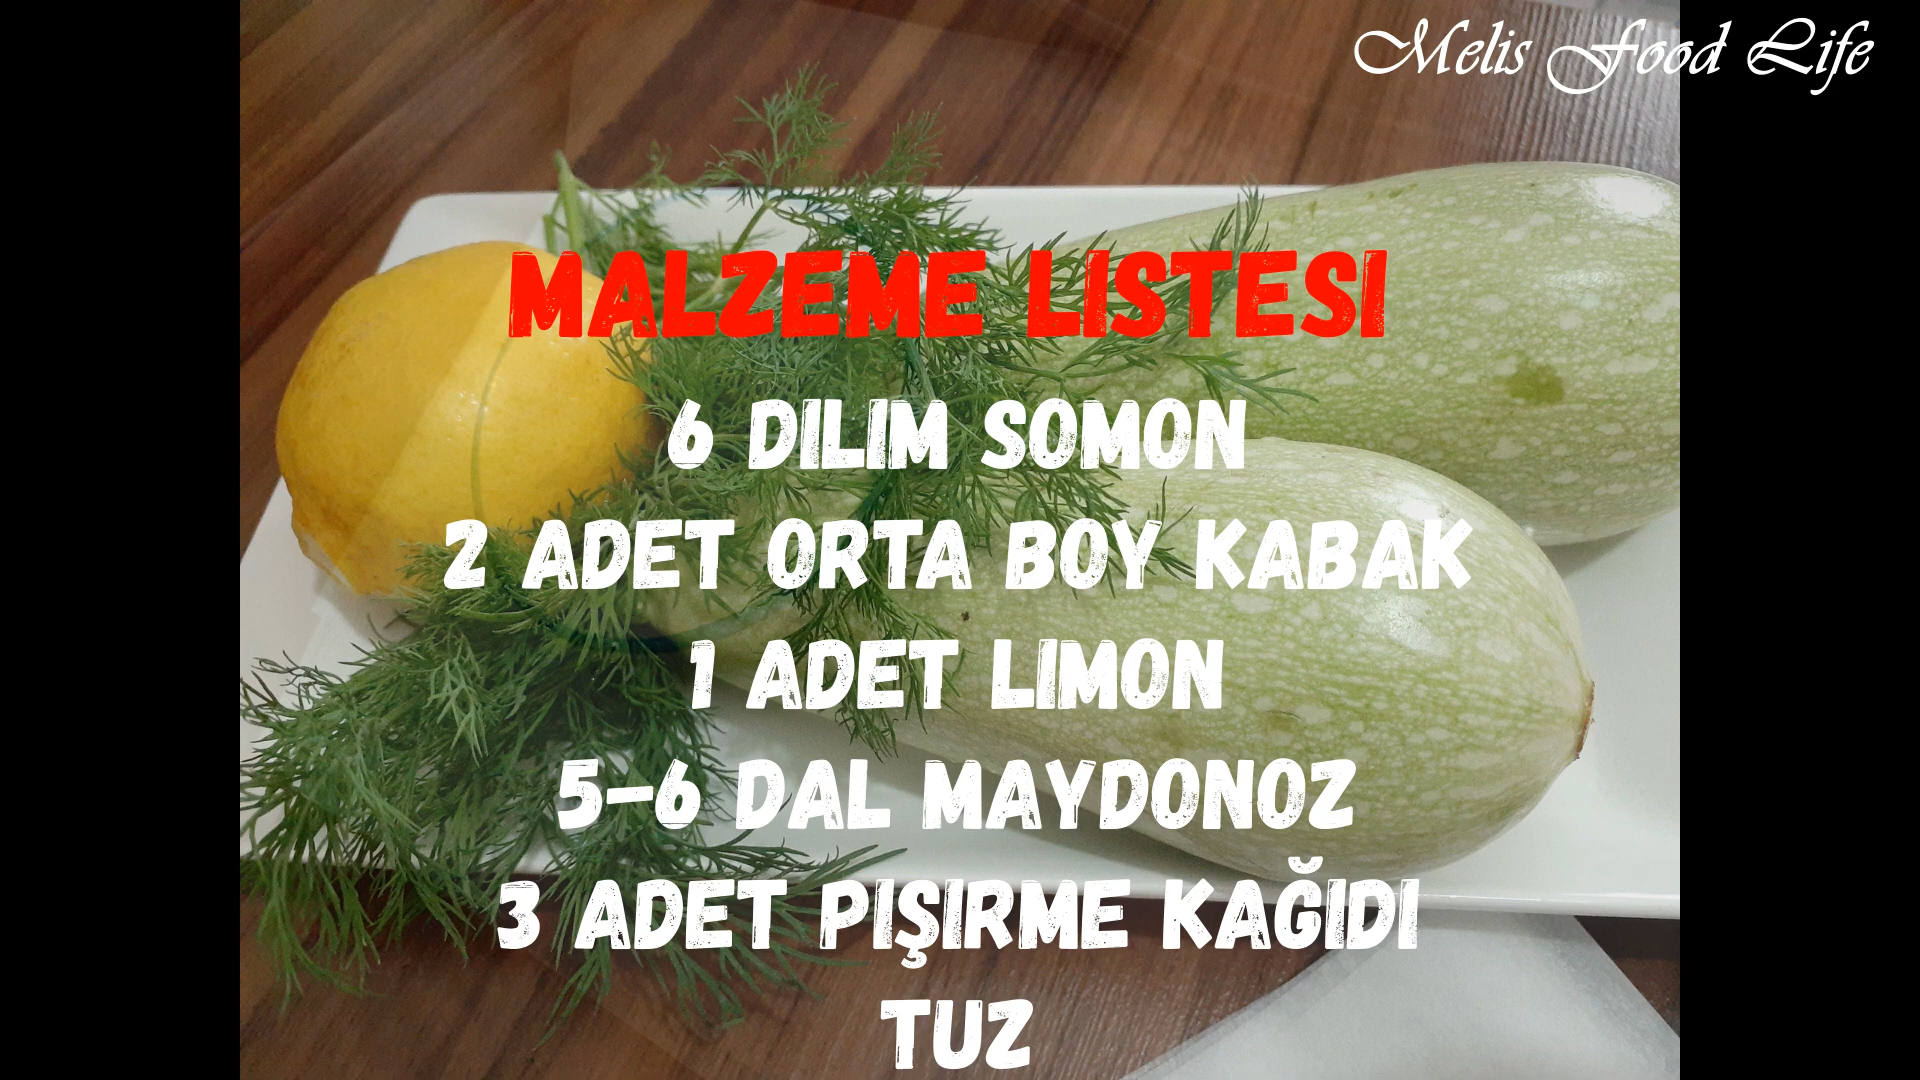 Melis Food Life
MALZEME LISTESI
6 DILIM SOMON
2 ADET ORTA BOY KABAK
1 ADET LIMON
5-6 DAL MAYDONOZ
3 ADET PIŞIRME KAĞIDI
TUZ